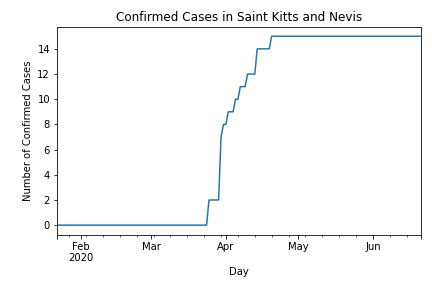 Confirmed Cases in Saint Kitts and Nevis
Number of Confirmed Cases
14
12
10
8
6
4
2
0
Feb Mar Apr May Jun
2020
Day